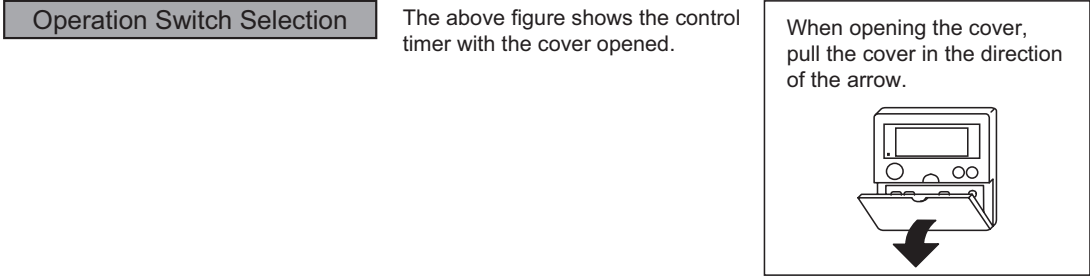 Operation Switch Selection
The above figure shows the control
timer with the cover opened.
When opening the cover,
pull the cover in the direction
of the arrow.